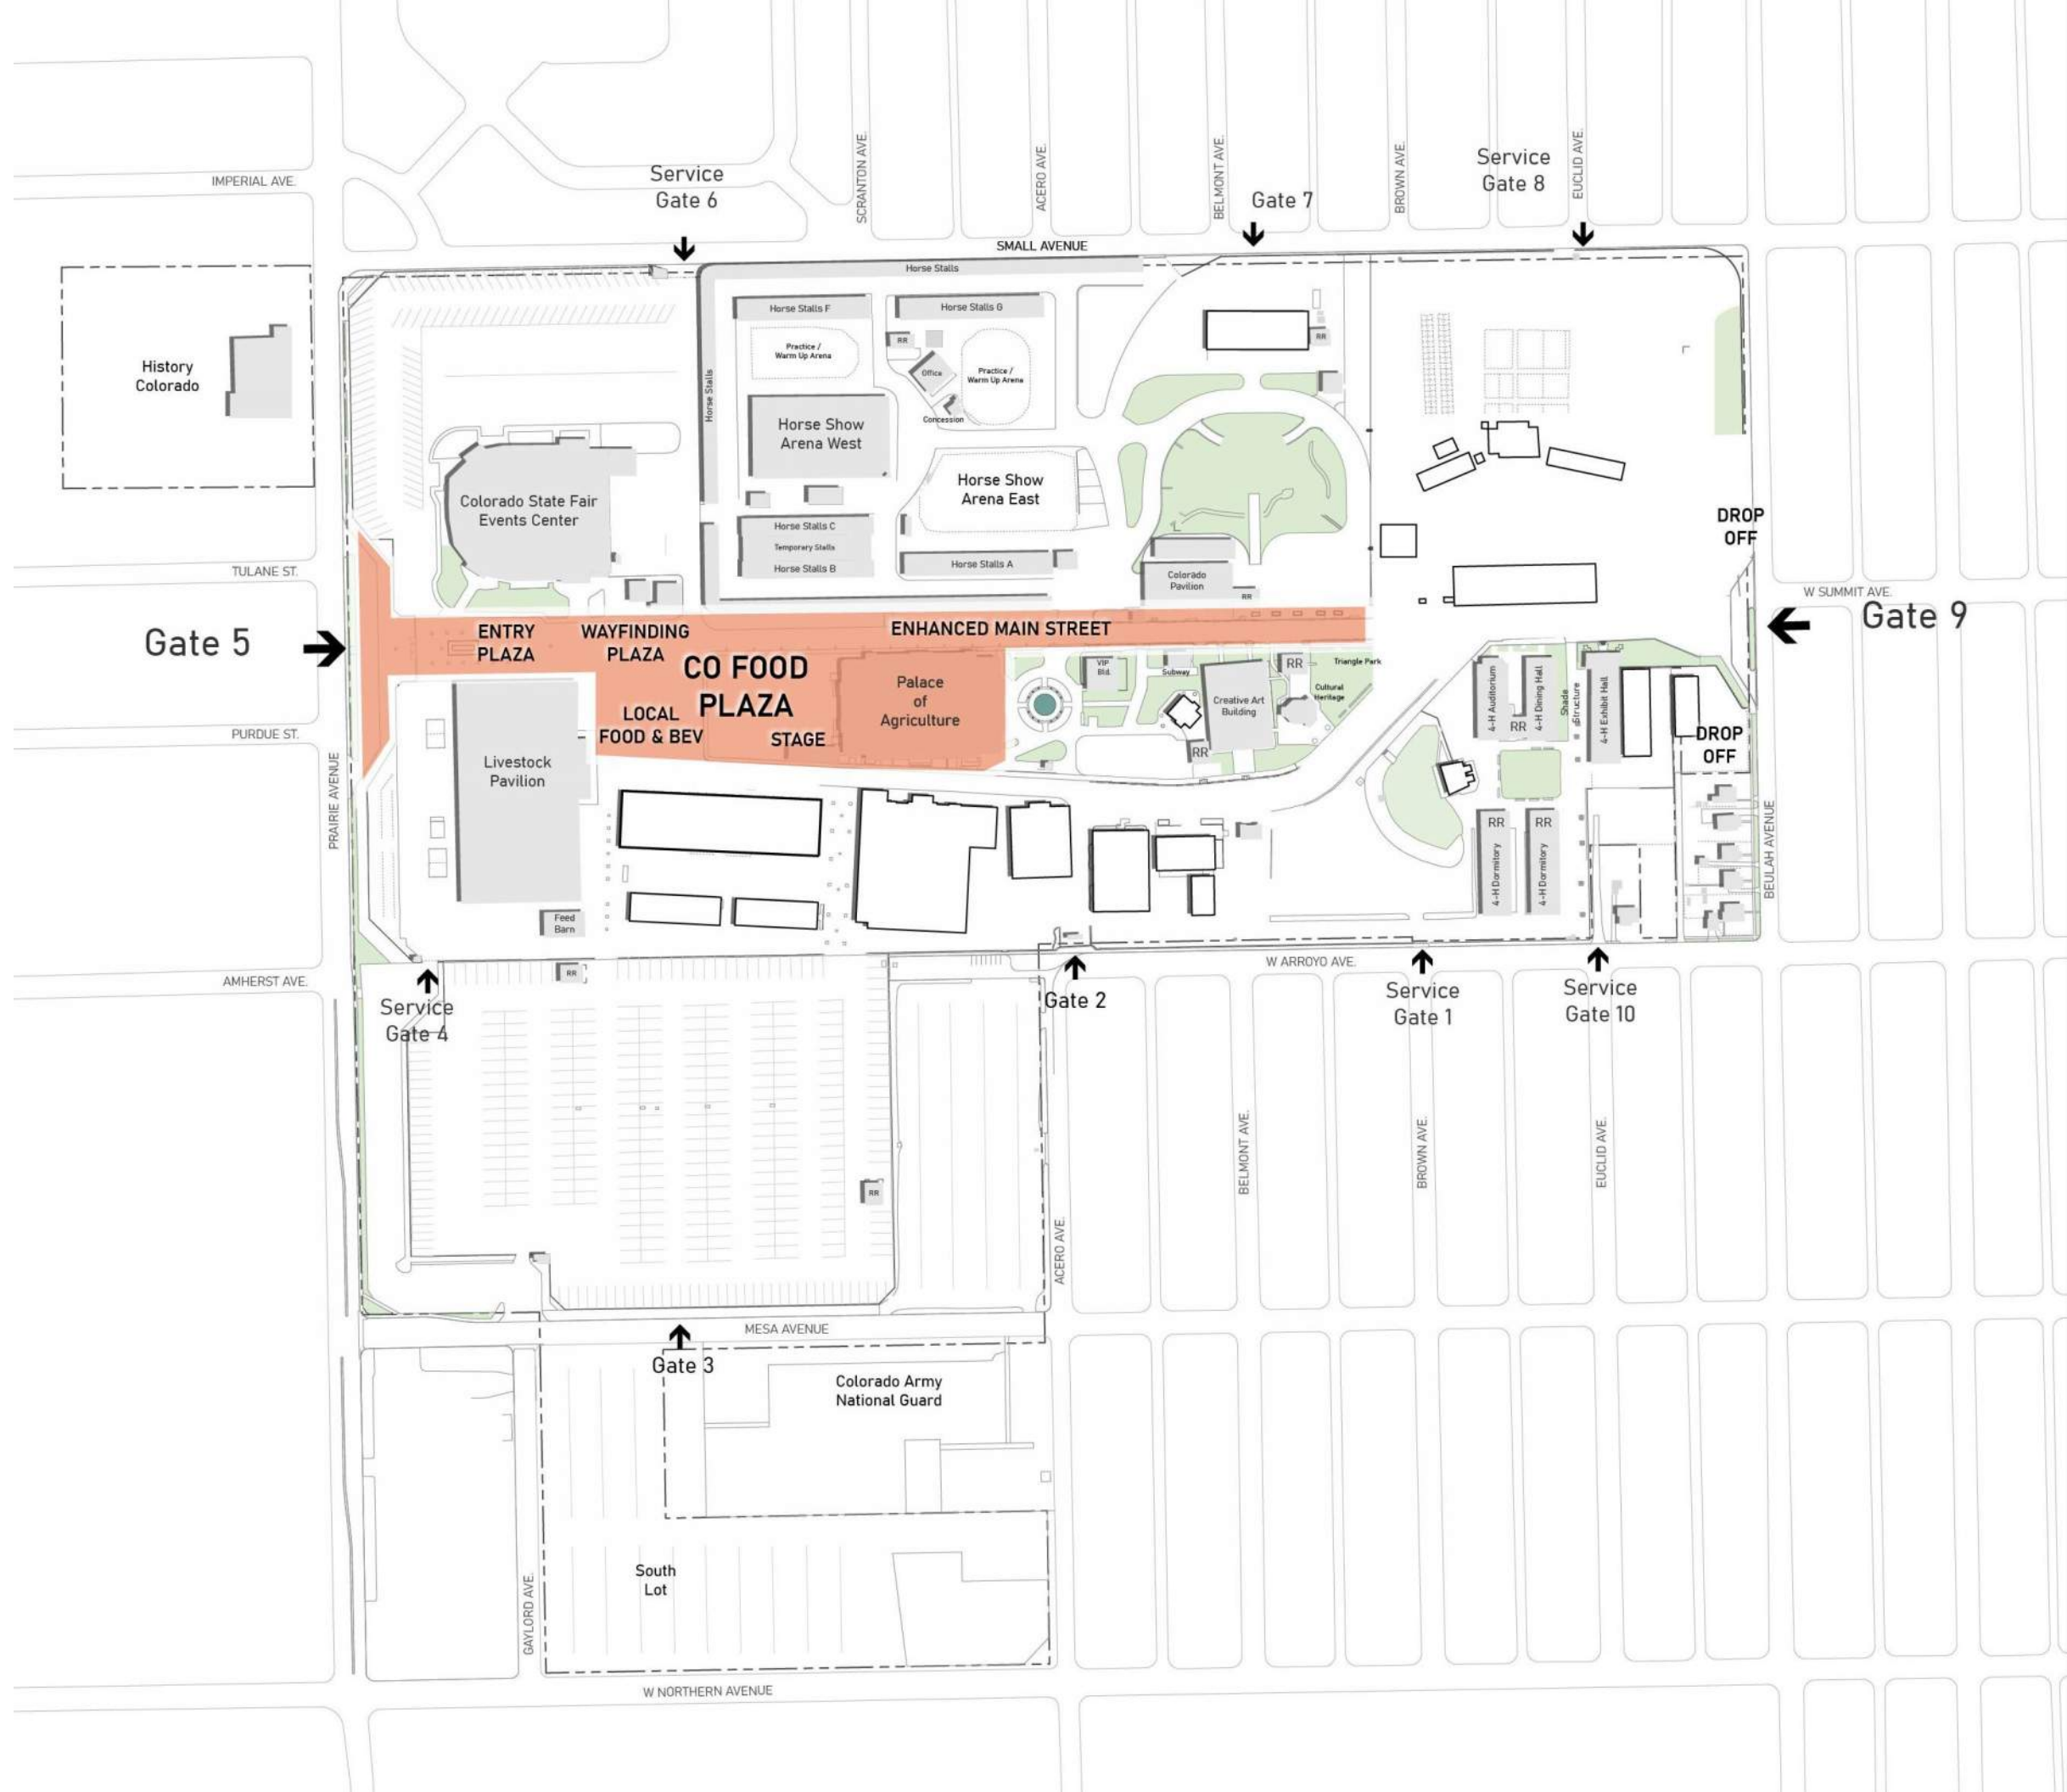 SCRANTON AVE.
ACERO AVE.
BELMONT AVE.
BROWN AVE.
EUCLID AVE.
IMPERIAL AVE.
Service
Gate 6
Gate 7
Service
Gate 8
SMALL AVENUE
Horse Stalls
Horse Stalls
Horse Stalls F
Horse Stalls G
Practice /
Warm Up Arena
RR
Office
Practice /
Warm Up Arena
Concession
RR
History
Colorado
Horse Show
Arena West
Horse Show
Arena East
Colorado State Fair
Events Center
Horse Stalls C
Temporary Stalls
Horse Stalls B
Horse Stalls A
Colorado
Pavilion
RR
DROP
OFF
TULANE ST.
W SUMMIT AVE.
Gate 5
Gate 9
ENTRY
PLAZA
WAYFINDING
PLAZA
ENHANCED MAIN STREET
CO FOOD
PLAZA
LOCAL
FOOD & BEV
STAGE
Palace
of
Agriculture
VIP
Bld.
Subway
RR
Triangle Park
Cultural
Heritage
Creative Art
Building
RR
4-H Auditorium
RR
4-H Dining Hall
Shade
Structure
4-H Exhibit Hall
DROP
OFF
PURDUE ST.
PRAIRIE AVENUE
Livestock
Pavilion
Feed
Barn
RR
4-H Dormitory
RR
4-H Dormitory
BEULAH AVENUE
AMHERST AVE.
W ARROYO AVE.
RR
Service
Gate 4
Gate 2
Service
Gate 1
Service
Gate 10
BELMONT AVE.
BROWN AVE.
EUCLID AVE.
RR
ACERO AVE.
MESA AVENUE
Gate 3
Colorado Army
National Guard
South
Lot
GAYLORD AVE.
W NORTHERN AVENUE